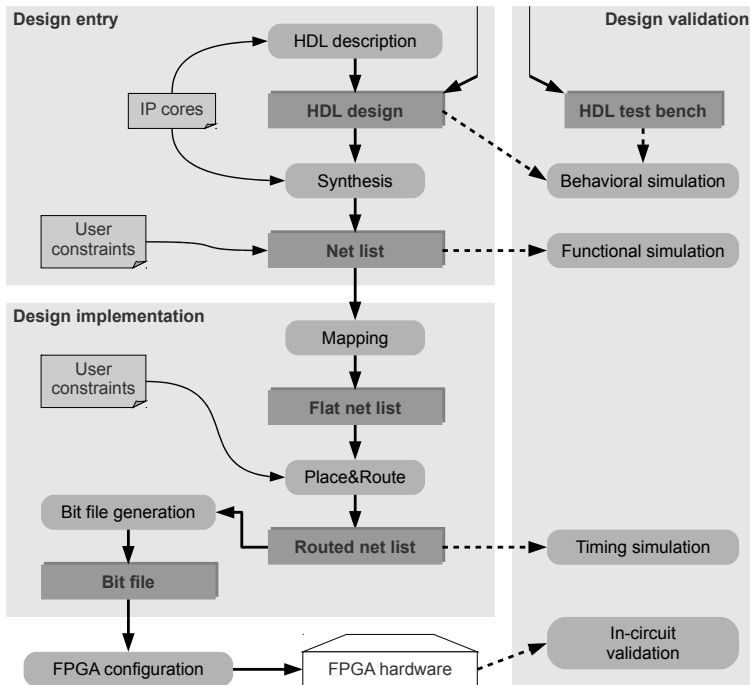 Design entry
Design validation
HDL description
IP cores
HDL design
HDL test bench
Synthesis
Behavioral simulation
User
constraints
Net list
Functional simulation
Design implementation
Mapping
User
constraints
Flat net list
Place&Route
Bit file generation
Routed net list
Timing simulation
Bit file
In-circuit
validation
FPGA configuration
FPGA hardware